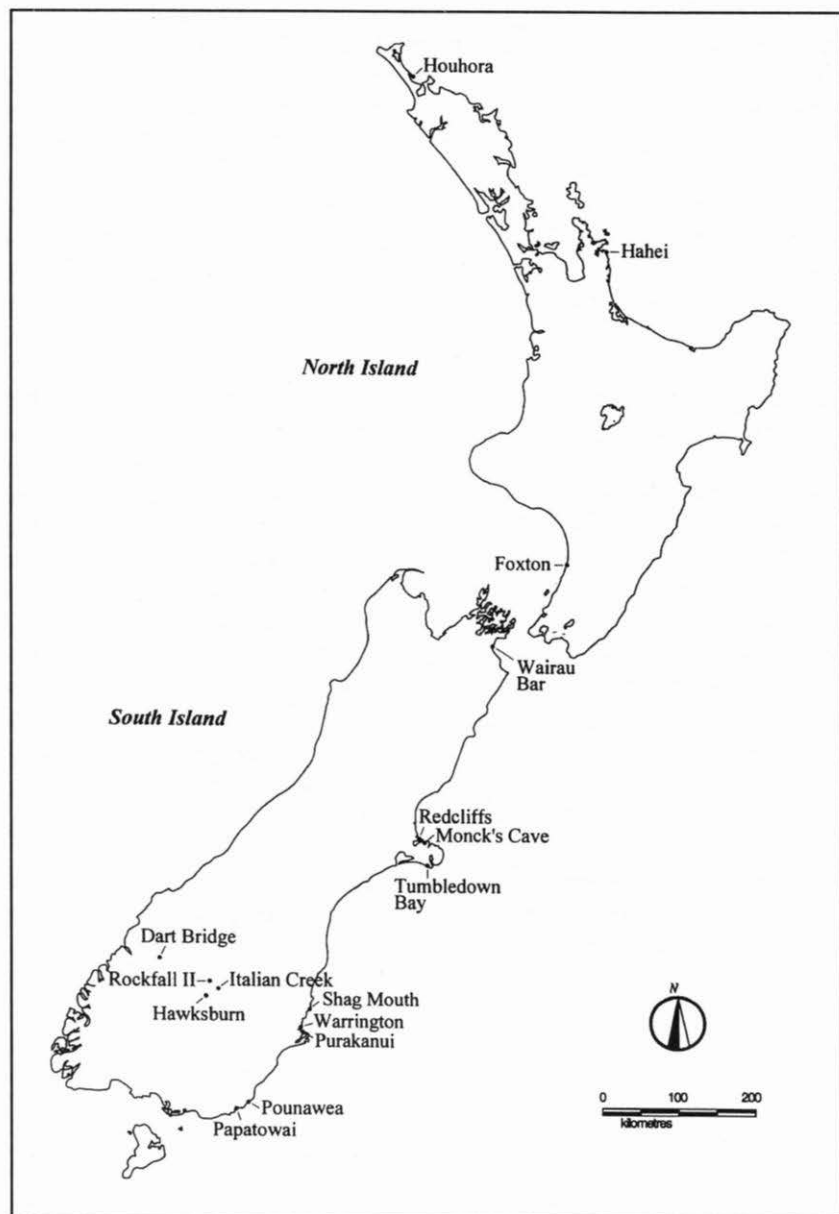 Houhora
Hahei
North Island
Foxton
Wairau
Bar
South Island
Redcliffs
Monck's Cave
Tumbledown
Bay
Dart Bridge
Rockfall II
Italian Creek
Hawksburn
Shag Mouth
Warrington
Purakanui
N
Pounawea
Papatowai
0 100 200
kilometres